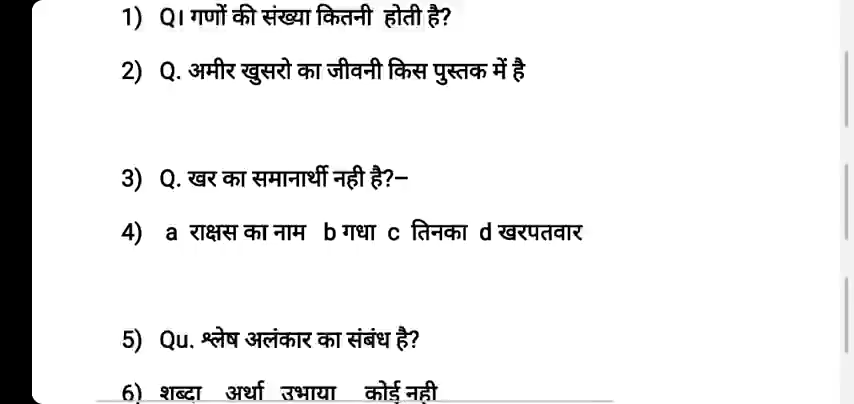 1) Q। गणों की संख्या कितनी होती है?
2) Q. अमीर खुसरो का जीवनी किस पुस्तक में है
3) Q. खर का समानार्थी नही है?–
4) a राक्षस का नाम b गधा c तिनका d खरपतवार
5) Qu. श्लेष अलंकार का संबंध है?
6) शब्दा अर्था उभाया कोई नही